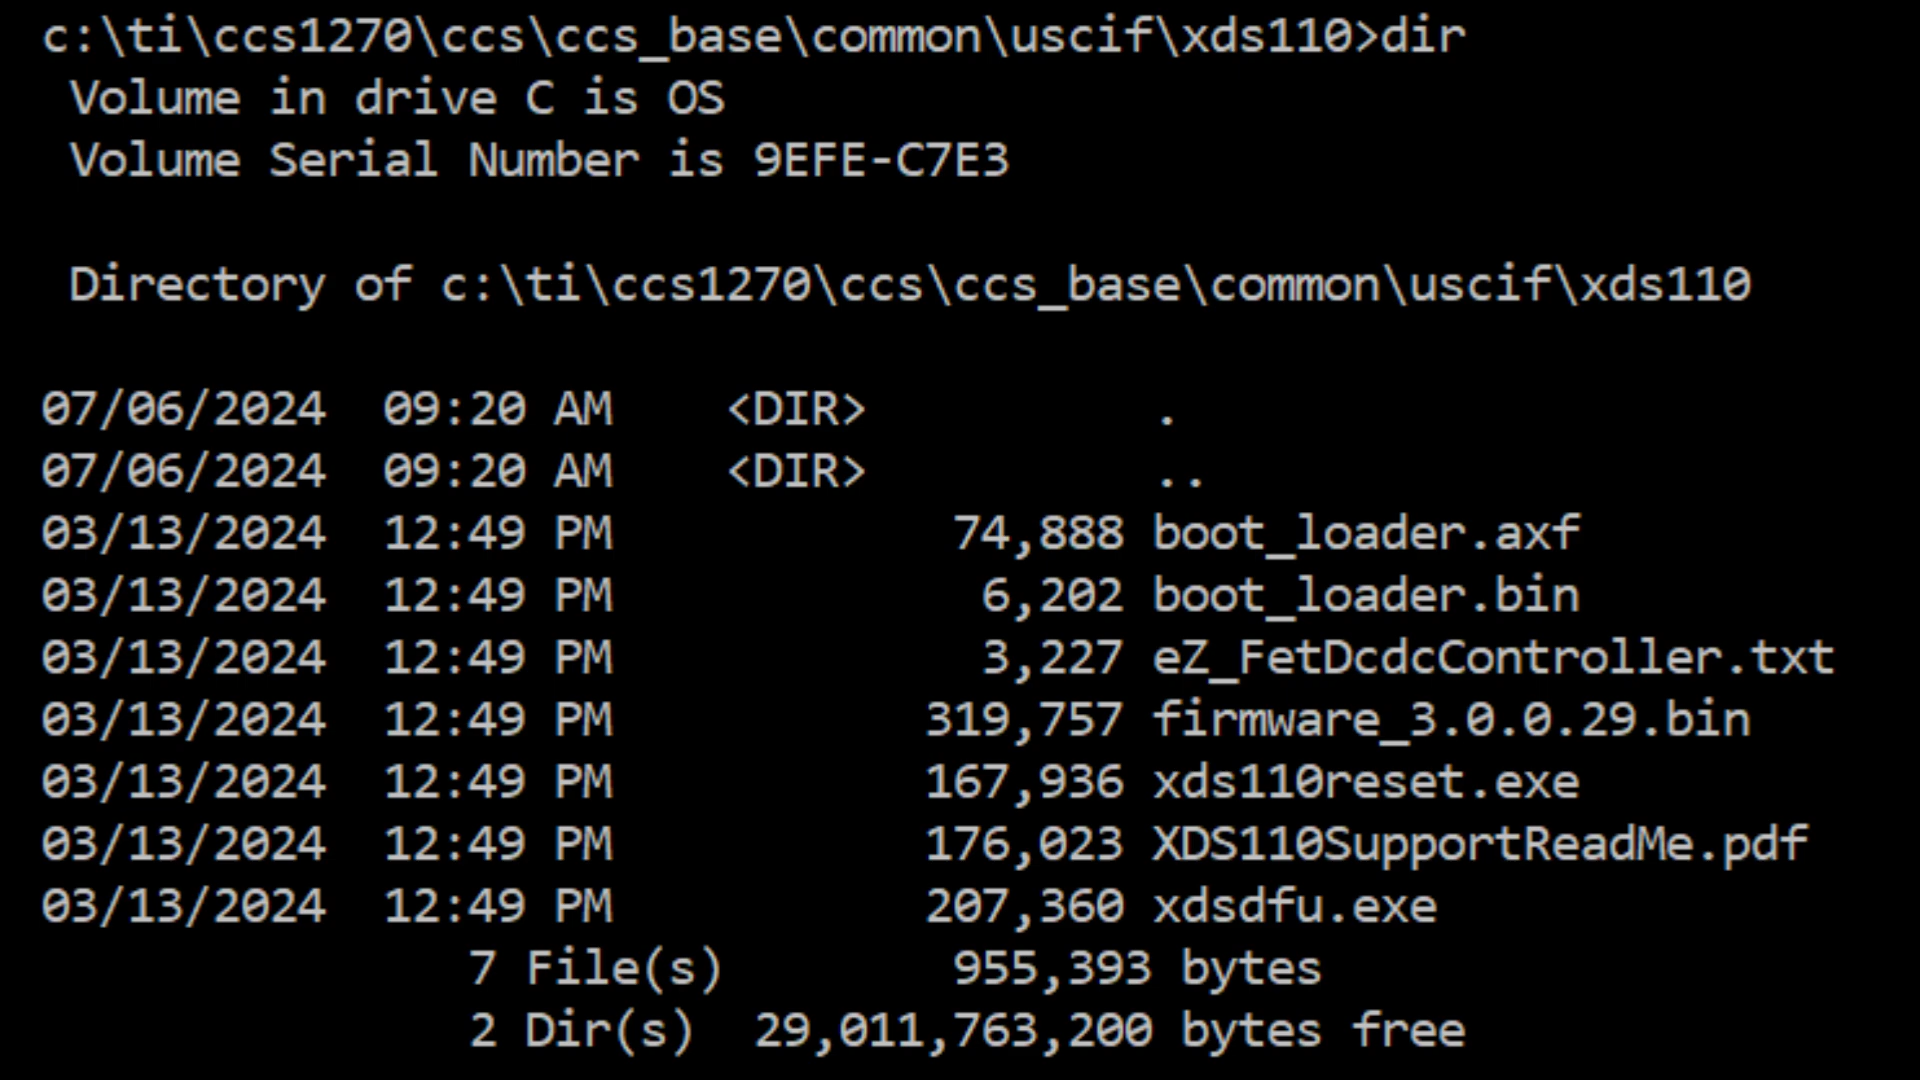 c:\ti\ccs1270\ccs\ccs_base\common\uscif\xds110>dir
Volume in drive C is OS
Volume Serial Number is 9EFE-C7E3
Directory of c:\ti\ccs1270\ccs\ccs_base\common\uscif\xds110
07/06/2024  09:20 AM    <DIR>          .
07/06/2024  09:20 AM    <DIR>          ..
03/13/2024  12:49 PM            74,888 boot_loader.axf
03/13/2024  12:49 PM             6,202 boot_loader.bin
03/13/2024  12:49 PM             3,227 eZ_FetDcdcController.txt
03/13/2024  12:49 PM           319,757 firmware_3.0.0.29.bin
03/13/2024  12:49 PM           167,936 xds110reset.exe
03/13/2024  12:49 PM           176,023 XDS110SupportReadMe.pdf
03/13/2024  12:49 PM           207,360 xdsdfu.exe
7 File(s)        955,393 bytes
2 Dir(s)  29,011,763,200 bytes free